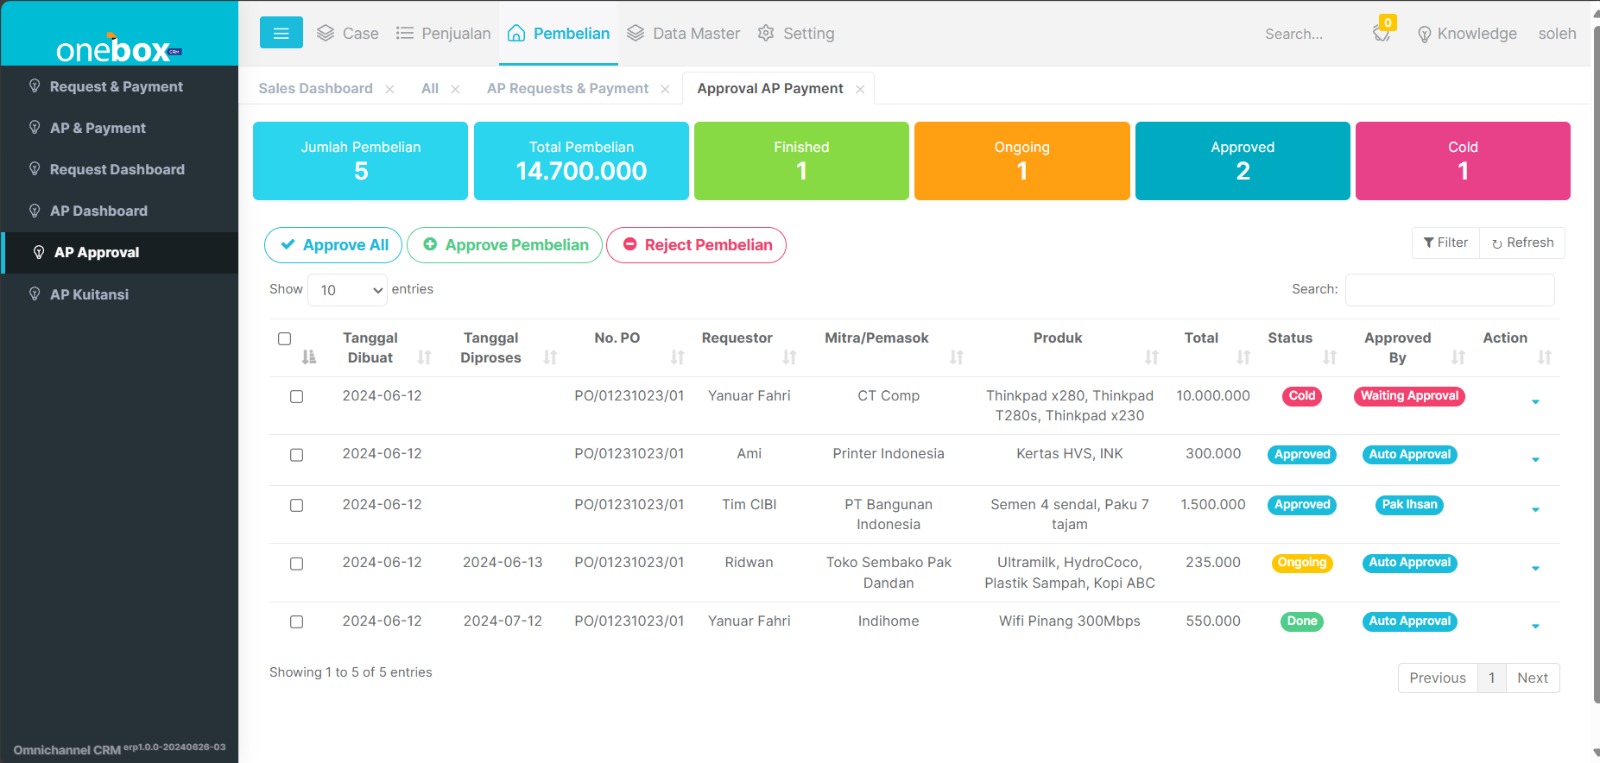 onebox CRM
Case
Penjualan
Pembelian
Data Master
Setting
Search...
0
Knowledge
soleh
Request & Payment
AP & Payment
Request Dashboard
AP Dashboard
AP Approval
AP Kuitansi
Sales Dashboard ×
All ×
AP Requests & Payment ×
Approval AP Payment ×
Jumlah Pembelian
5
Total Pembelian
14.700.000
Finished
1
Ongoing
1
Approved
2
Cold
1
Approve All
Approve Pembelian
Reject Pembelian
Filter
Refresh
Show 10 entries
Search:
Tanggal Dibuat
Tanggal Diproses
No. PO
Requestor
Mitra/Pemasok
Produk
Total
Status
Approved By
Action
2024-06-12 PO/01231023/01 Yanuar Fahri CT Comp Thinkpad x280, Thinkpad T280s, Thinkpad x230 10.000.000 Cold Waiting Approval
2024-06-12 PO/01231023/01 Ami Printer Indonesia Kertas HVS, INK 300.000 Approved Auto Approval
2024-06-12 PO/01231023/01 Tim CIBI PT Bangunan Indonesia Semen 4 sendal, Paku 7 tajam 1.500.000 Approved Pak Ihsan
2024-06-12 2024-06-13 PO/01231023/01 Ridwan Toko Sembako Pak Dandan Ultramilk, HydroCoco, Plastik Sampah, Kopi ABC 235.000 Ongoing Auto Approval
2024-06-12 2024-07-12 PO/01231023/01 Yanuar Fahri Indihome Wifi Pinang 300Mbps 550.000 Done Auto Approval
Showing 1 to 5 of 5 entries
Previous 1 Next
Omnichannel CRM erp1.0.0-20240626-03